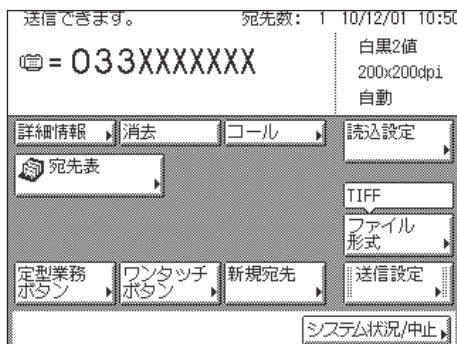 送信できます。 宛先数: 1 10/12/01 10:50
=033XXXXXXX
白黒2値
200x200dpi
自動
詳細情報 消去 コール 読込設定
宛先表
TIFF
ファイル
形式
定型業務
ボタン
ワンタッチ
ボタン
新規宛先
送信設定
システム状況/中止